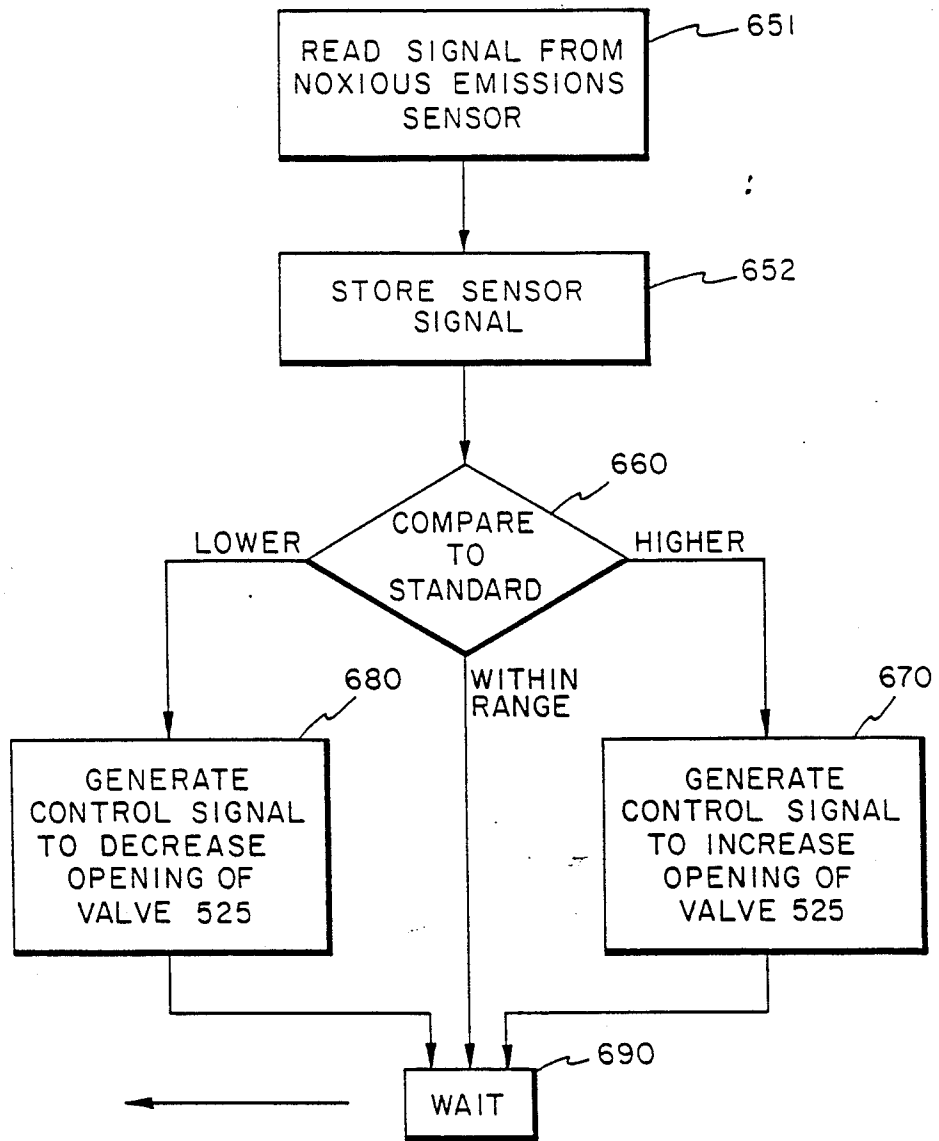 651
READ SIGNAL FROM
NOXIOUS EMISSIONS
SENSOR
652
STORE SENSOR
SIGNAL
660
COMPARE
TO
STANDARD
LOWER
HIGHER
WITHIN
RANGE
680
GENERATE
CONTROL SIGNAL
TO DECREASE
OPENING OF
VALVE 525
670
GENERATE
CONTROL SIGNAL
TO INCREASE
OPENING OF
VALVE 525
690
WAIT